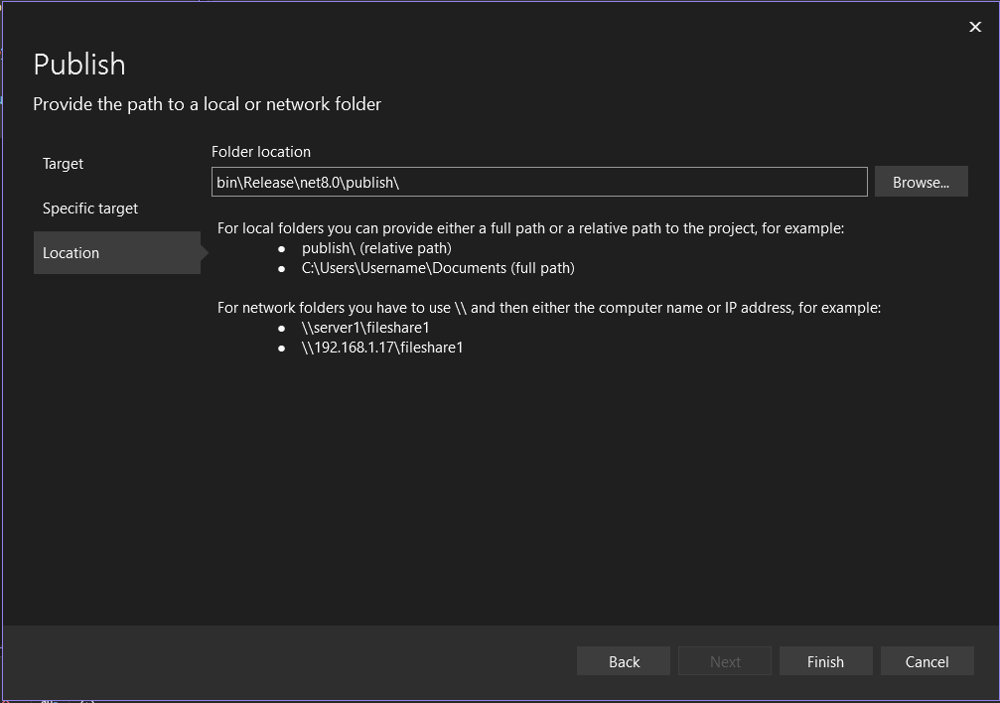 Publish
Provide the path to a local or network folder
Target
Specific target
Location
Folder location
bin\Release\net8.0\publish\
Browse...
For local folders you can provide either a full path or a relative path to the project, for example:
● publish\ (relative path)
● C:\Users\Username\Documents (full path)
For network folders you have to use \\ and then either the computer name or IP address, for example:
● \\server1\fileshare1
● \\192.168.1.17\fileshare1
Back
Next
Finish
Cancel